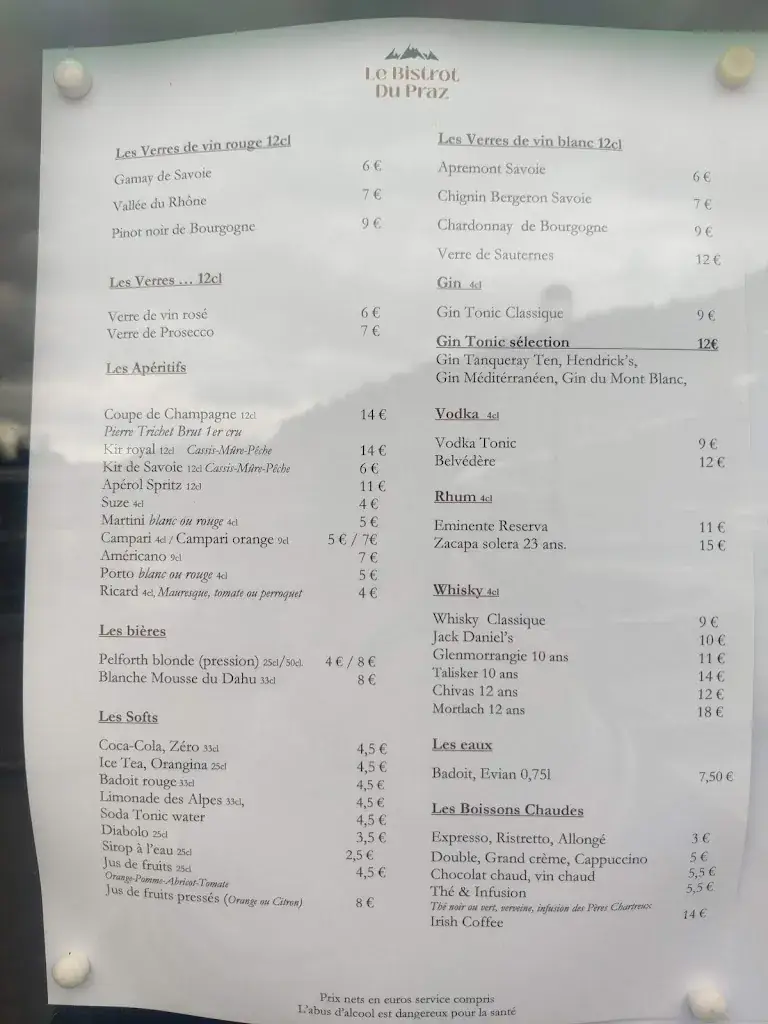 Le Bistrot
Du Praz
Les Verres de vin rouge 12cl
Gamay de Savoie 6 €
Vallée du Rhône 7 €
Pinot noir de Bourgogne 9 €
Les Verres ... 12cl
Verre de vin rosé 6 €
Verre de Prosecco 7 €
Les Apéritifs
Coupe de Champagne 12cl 14 €
Pierre Trichet Brut 1er cru
Kir royal 12cl Cassis-Mûre-Pêche 14 €
Kit de Savoie 12cl Cassis-Mûre-Pêche 6 €
Apérol Spritz 12cl 11 €
Suze 4cl 4 €
Martini blanc ou rouge 4cl 5 €
Campari 4cl / Campari orange 9cl 5 € / 7€
Américano 9cl 7 €
Porto blanc ou rouge 4cl 5 €
Ricard 4cl, Mauresque, tomate ou perroquet 4 €
Les bières
Pelforth blonde (pression) 25cl/50cl. 4 € / 8 €
Blanche Mousse du Dahu 33cl 8 €
Les Softs
Coca-Cola, Zéro 33cl 4,5 €
Ice Tea, Orangina 25cl 4,5 €
Badoit rouge 33cl 4,5 €
Limonade des Alpes 33cl, 4,5 €
Soda Tonic water 4,5 €
Diabolo 25cl 3,5 €
Sirop à l'eau 25cl 2,5 €
Jus de fruits 25cl 4,5 €
Orange-Pomme-Abricot-Tomate
Jus de fruits pressés (Orange ou Citron) 8 €
Les Verres de vin blanc 12cl
Apremont Savoie 6 €
Chignin Bergeron Savoie 7 €
Chardonnay de Bourgogne 9 €
Verre de Sauternes 12 €
Gin 4cl
Gin Tonic Classique 9 €
Gin Tonic sélection 12€
Gin Tanqueray Ten, Hendrick's,
Gin Méditérranéen, Gin du Mont Blanc,
Vodka 4cl
Vodka Tonic 9 €
Belvédère 12 €
Rhum 4cl
Eminente Reserva 11 €
Zacapa solera 23 ans. 15 €
Whisky 4cl
Whisky Classique 9 €
Jack Daniel's 10 €
Glenmorrangie 10 ans 11 €
Talisker 10 ans 14 €
Chivas 12 ans 12 €
Mortlach 12 ans 18 €
Les eaux
Badoit, Evian 0,75l 7,50 €
Les Boissons Chaudes
Expresso, Ristretto, Allongé 3 €
Double, Grand crème, Cappuccino 5 €
Chocolat chaud, vin chaud 5,5 €
Thé & Infusion 5,5 €
Thé noir ou vert, verveine, infusion des Pères Chartreux
Irish Coffee 14 €
Prix nets en euros service compris
L'abus d'alcool est dangereux pour la santé